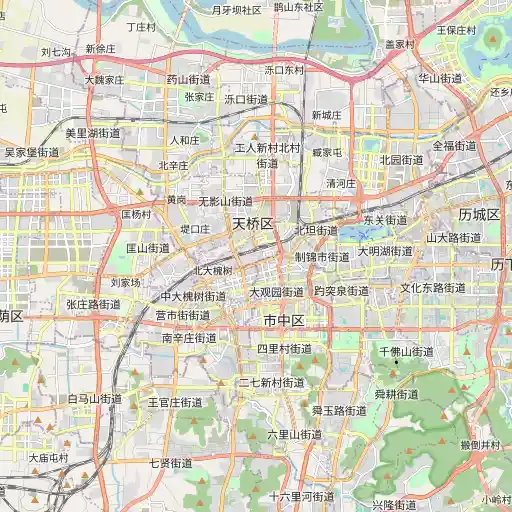 丁庄村
月牙坝社区
鹊山东社区
王保庄村
刘七沟
新徐庄
盖家村
大魏家庄
药山街道
泺口东村
华山街道
张家庄
泺口街道
还乡
新城庄
美里湖街道
人和庄
工人新村北村
街道
全福街道
吴家堡街道
北辛庄
臧家屯
北园街道
清河庄
黄岗
无影山街道
匡杨村
天桥区
东关街道
历城区
堤口庄
北坦街道
山大路街道
匡山街道
大明湖街道
制锦市街道
历下
北大槐树
刘家场
中大槐树街道
大观园街道
趵突泉街道
文化东路街道
张庄路街道
荫区
营市街街道
市中区
南辛庄街道
四里村街道
千佛山街道
二七新村街道
白马山街道
王官庄街道
舜耕街道
舜玉路街道
六里山街道
搬倒井村
大庙屯村
七贤街道
十六里河街道
兴隆街道
小岭村